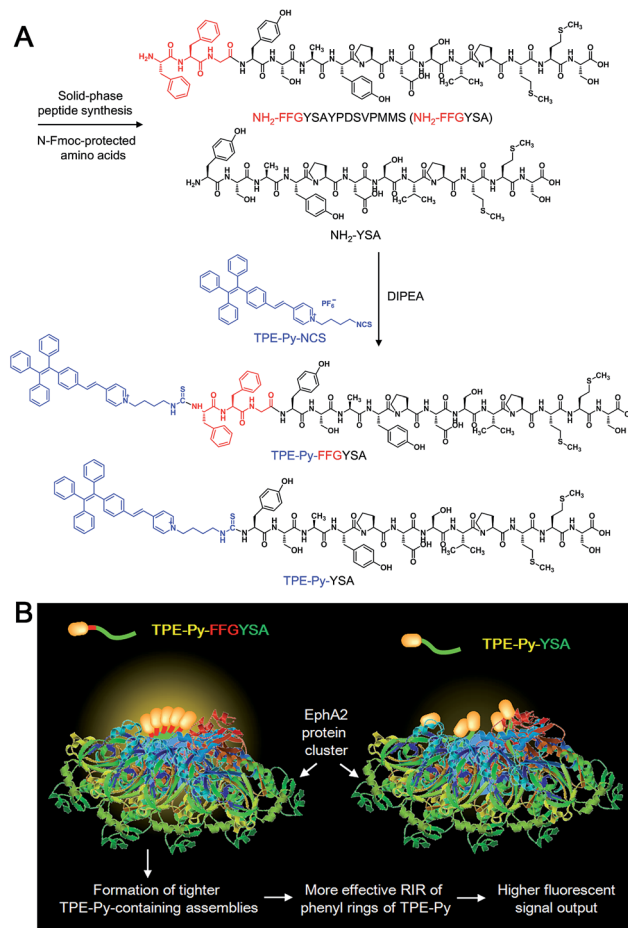 A
Solid-phase
peptide synthesis
N-Fmoc-protected
amino acids
NH2-FFGYSAYPDSVPMMS (NH2-FFGYSA)
NH2-YSA
PF6−
NCS
TPE-Py-NCS
DIPEA
TPE-Py-FFGYSA
TPE-Py-YSA
B
TPE-Py-FFGYSA
TPE-Py-YSA
EphA2
protein
cluster
Formation of tighter
TPE-Py-containing assemblies
More effective RIR of
phenyl rings of TPE-Py
Higher fluorescent
signal output